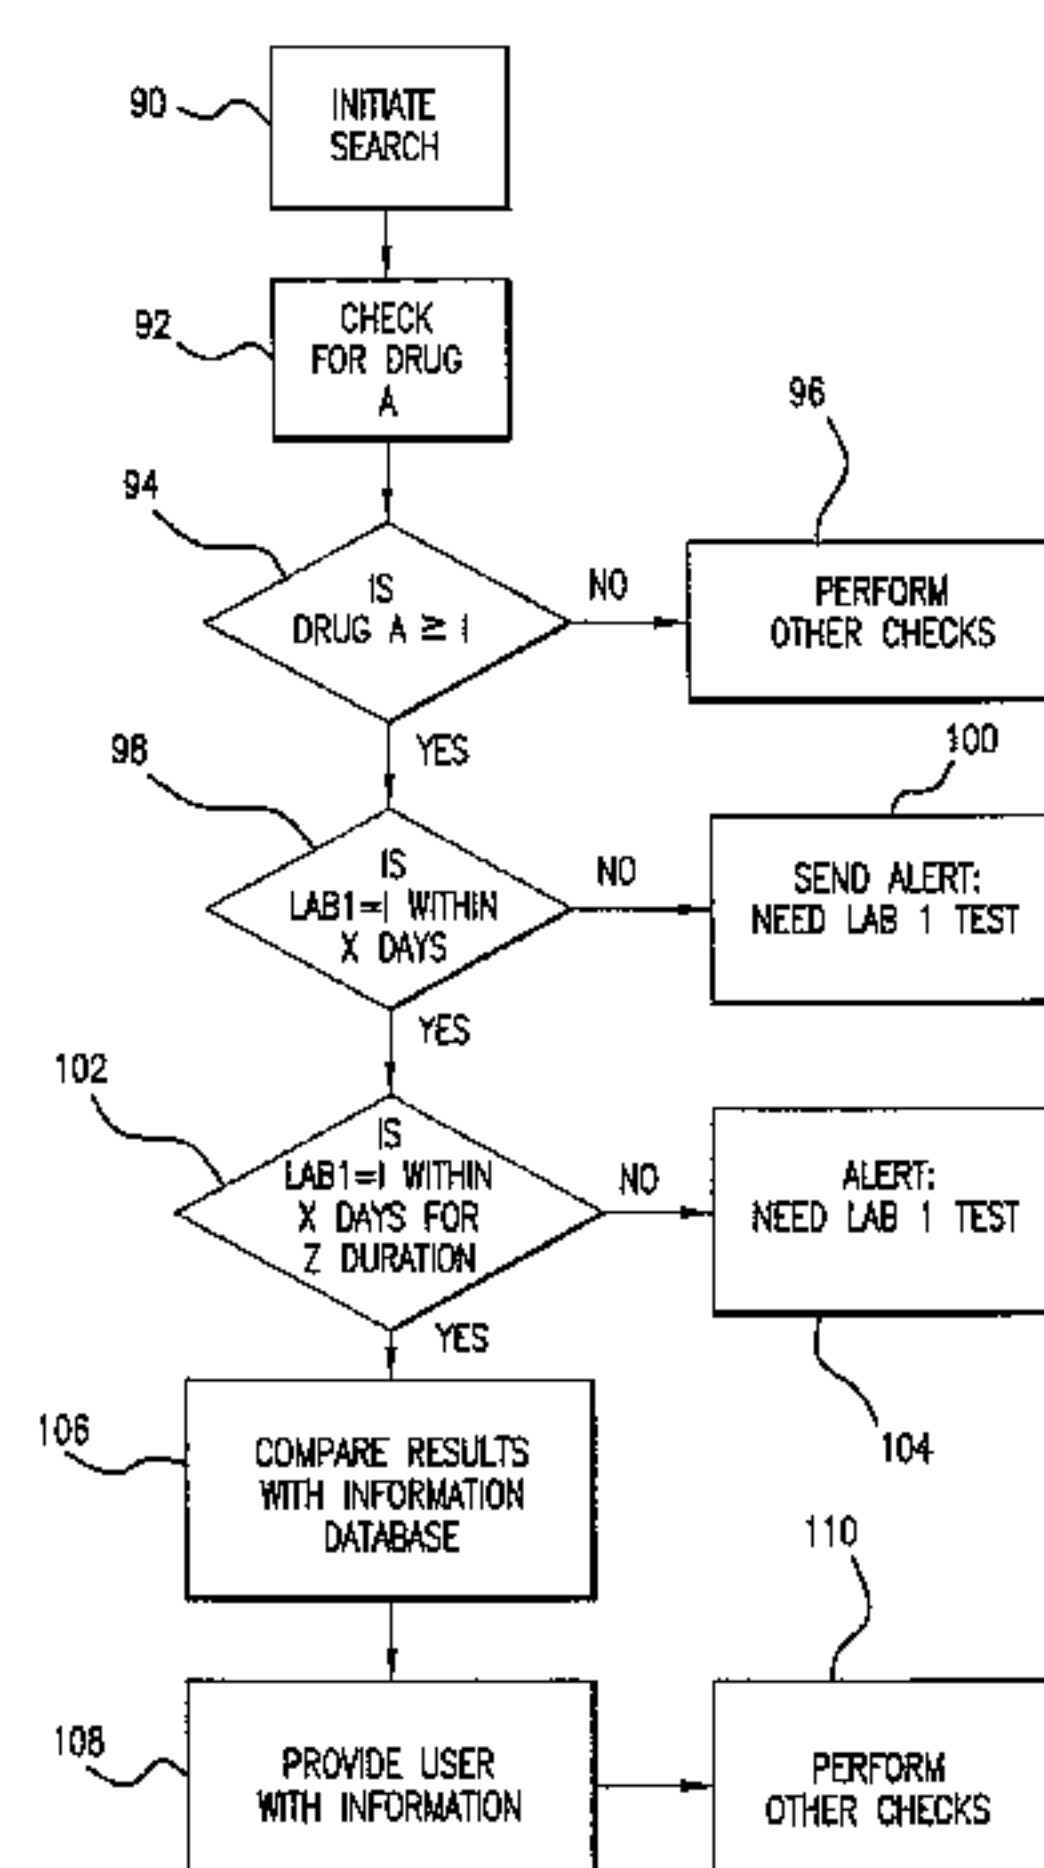 90
INITIATE
SEARCH
92
CHECK
FOR DRUG
A
94
IS
DRUG A ≥ 1
NO
96
PERFORM
OTHER CHECKS
YES
98
IS
LAB1=1 WITHIN
X DAYS
NO
100
SEND ALERT:
NEED LAB 1 TEST
YES
102
IS
LAB1=1 WITHIN
X DAYS FOR
Z DURATION
NO
ALERT:
NEED LAB 1 TEST
104
YES
106
COMPARE RESULTS
WITH INFORMATION
DATABASE
108
PROVIDE USER
WITH INFORMATION
110
PERFORM
OTHER CHECKS